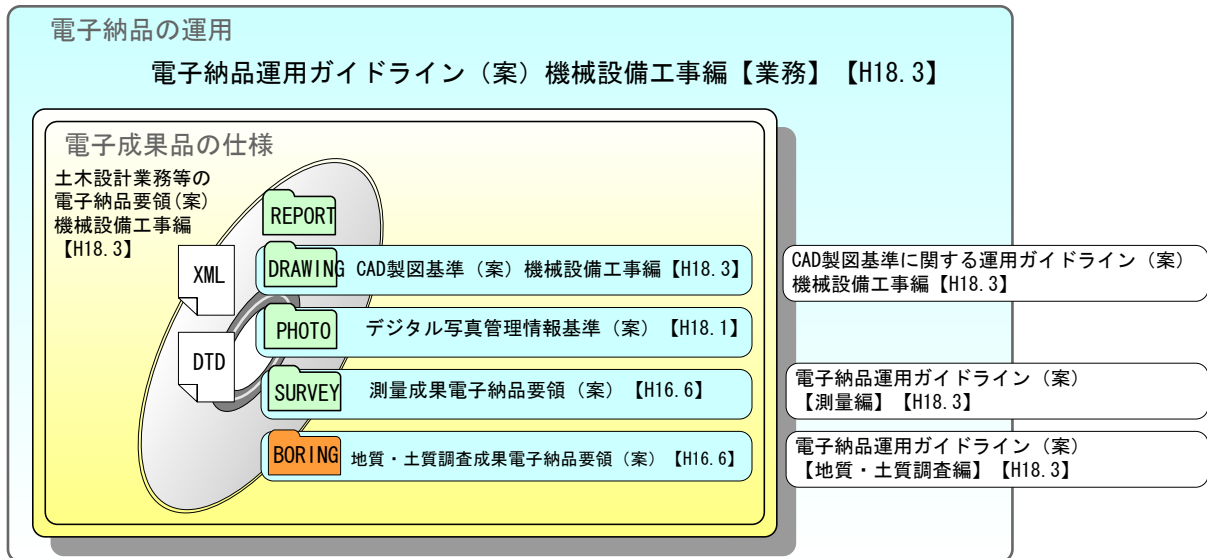 電子納品の運用
電子納品運用ガイドライン（案）機械設備工事編【業務】【H18.3】
電子成果品の仕様
土木設計業務等の
電子納品要領(案)
機械設備工事編
【H18.3】
XML
DTD
REPORT
DRAWING CAD製図基準（案）機械設備工事編【H18.3】
CAD製図基準に関する運用ガイドライン（案）
機械設備工事編【H18.3】
PHOTO デジタル写真管理情報基準（案）【H18.1】
SURVEY 測量成果電子納品要領（案）【H16.6】
電子納品運用ガイドライン（案）
【測量編】【H18.3】
BORING 地質・土質調査成果電子納品要領（案）【H16.6】
電子納品運用ガイドライン（案）
【地質・土質調査編】【H18.3】